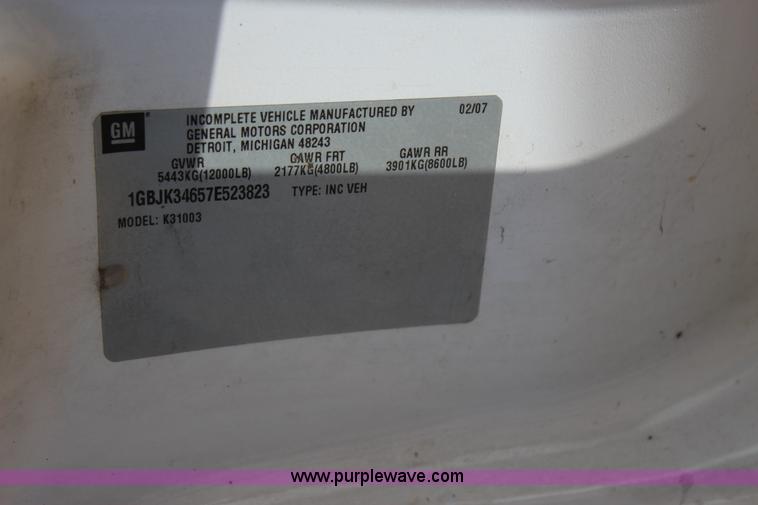 GM
INCOMPLETE VEHICLE MANUFACTURED BY 02/07
GENERAL MOTORS CORPORATION
DETROIT, MICHIGAN 48243
GVWR GAWR FRT GAWR RR
5443KG(12000LB) 2177KG(4800LB) 3901KG(8600LB)
1GBJK34657E523823 TYPE: INC VEH
MODEL: K31003
www.purplewave.com